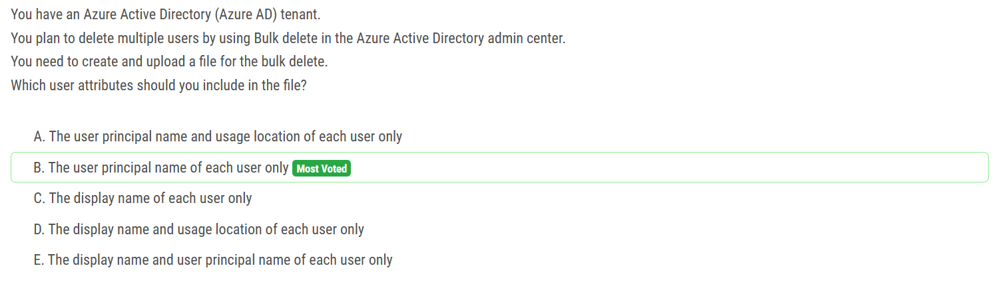 You have an Azure Active Directory (Azure AD) tenant.
You plan to delete multiple users by using Bulk delete in the Azure Active Directory admin center.
You need to create and upload a file for the bulk delete.
Which user attributes should you include in the file?
A. The user principal name and usage location of each user only
B. The user principal name of each user only Most Voted
C. The display name of each user only
D. The display name and usage location of each user only
E. The display name and user principal name of each user only